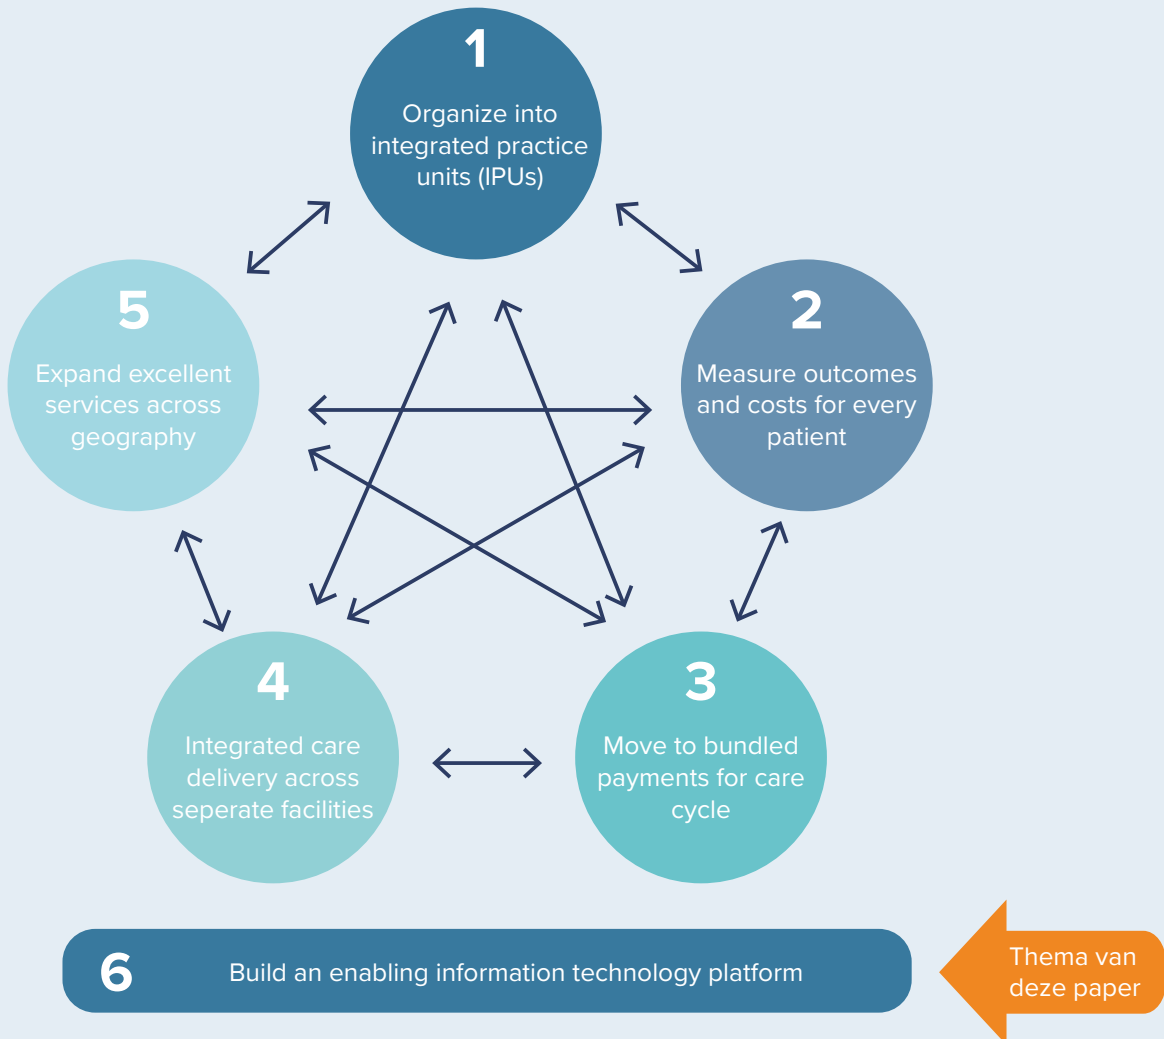 1
Organize into
integrated practice
units (IPUs)
5
Expand excellent
services across
geography
2
Measure outcomes
and costs for every
patient
4
Integrated care
delivery across
seperate facilities
3
Move to bundled
payments for care
cycle
6 Build an enabling information technology platform
Thema van
deze paper